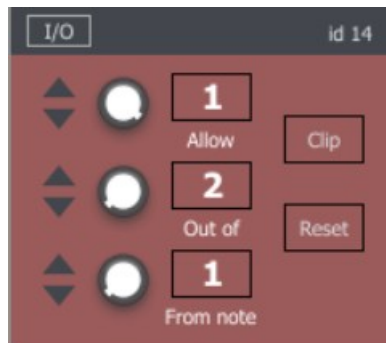 I/O
id 14
1
Allow
Clip
2
Out of
Reset
1
From note